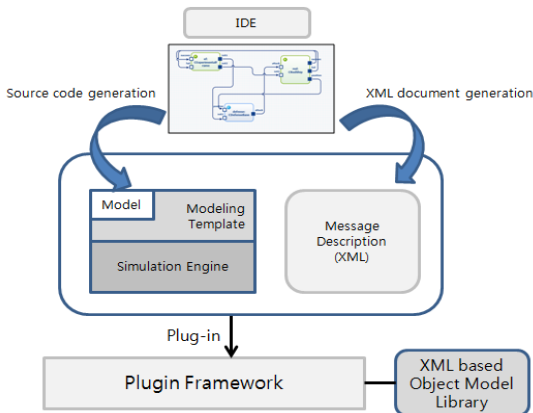 IDE
Source code generation
XML document generation
Model
Modeling
Template
Simulation Engine
Message
Description
(XML)
Plug-in
Plugin Framework
XML based
Object Model
Library